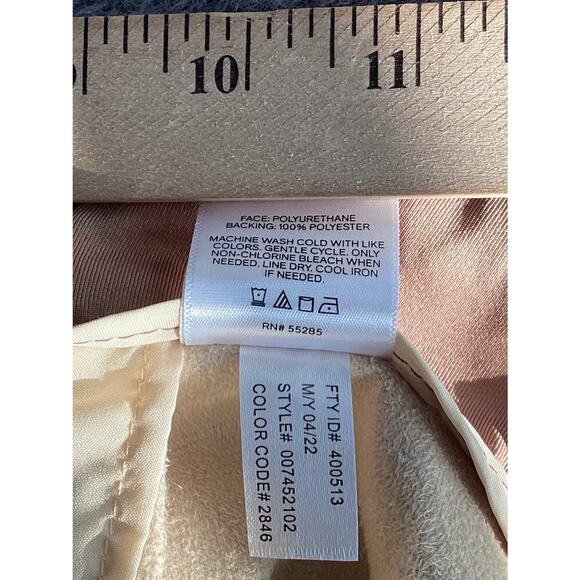 10 11
FACE: POLYURETHANE
BACKING: 100% POLYESTER
MACHINE WASH COLD WITH LIKE
COLORS. GENTLE CYCLE. ONLY
NON-CHLORINE BLEACH WHEN
NEEDED. LINE DRY. COOL IRON
IF NEEDED.
RN# 55285
FTY ID# 400513
M/Y 04/22
STYLE# 007452102
COLOR CODE# 2846